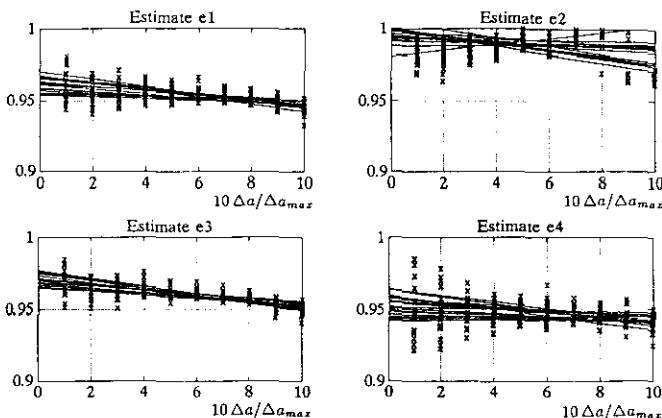 Estimate e1
1
0.95
0.9
0 2 4 6 8 10
10 Δa/Δa_max
Estimate e2
1
0.95
0.9
0 2 4 6 8 10
10 Δa/Δa_max
Estimate e3
1
0.95
0.9
0 2 4 6 8 10
10 Δa/Δa_max
Estimate e4
1
0.95
0.9
0 2 4 6 8 10
10 Δa/Δa_max